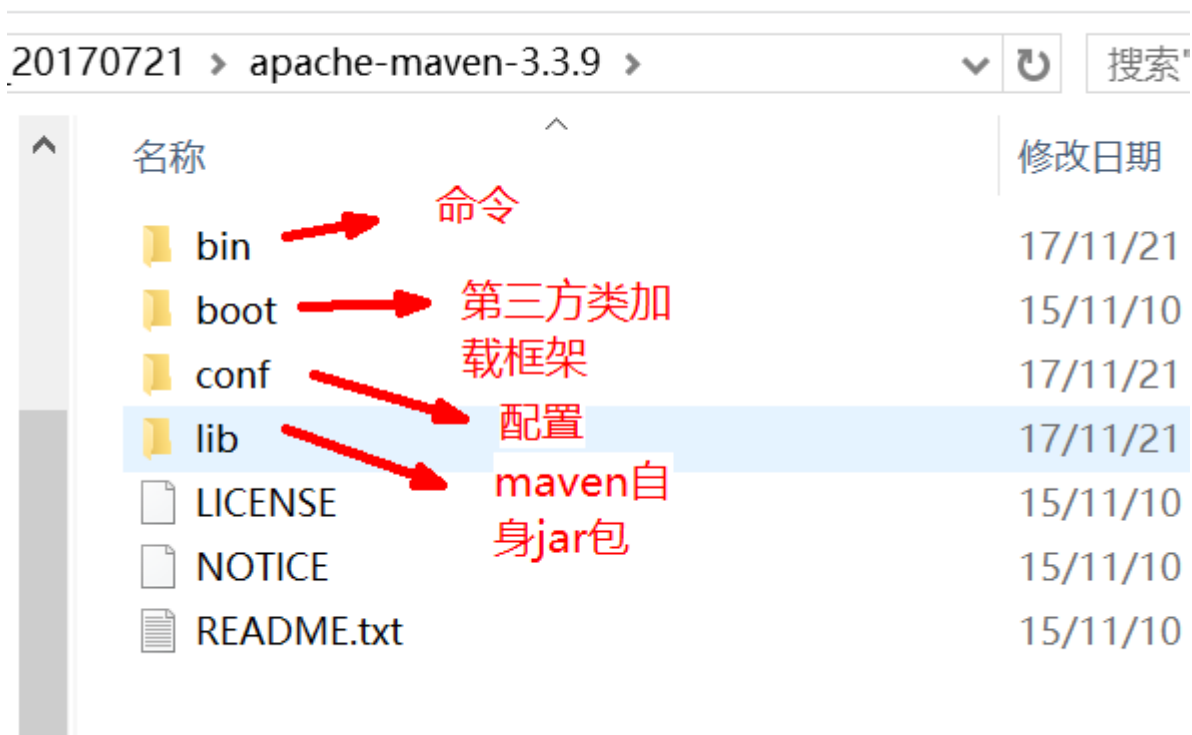 _20170721 > apache-maven-3.3.9 >
搜索"
名称
修改日期
命令
bin
17/11/21
第三方类加
boot
15/11/10
载框架
conf
17/11/21
配置
lib
17/11/21
maven自
LICENSE
15/11/10
身jar包
NOTICE
15/11/10
README.txt
15/11/10